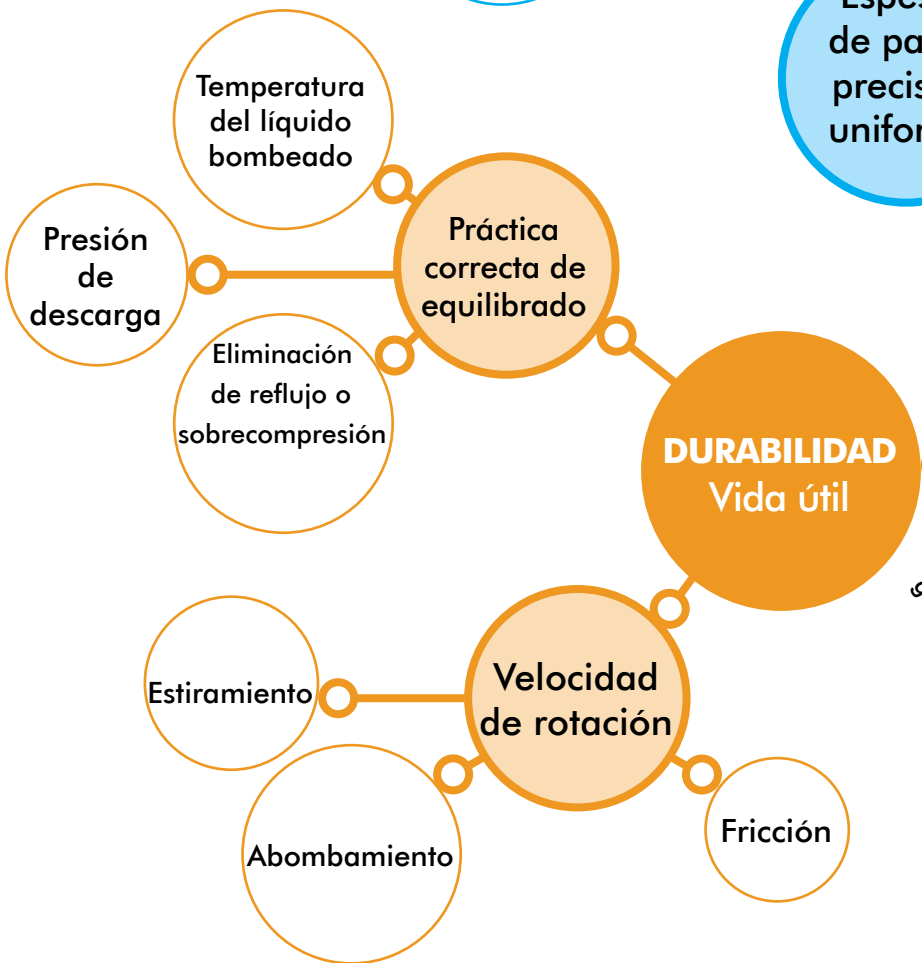 de
Temperatura
del líquido
bombeado
Práctica
correcta de
equilibrado
Presión
de
descarga
Eliminación
de reflujo o
sobrecompresión
DURABILIDAD
Vida útil
Velocidad
de rotación
Estiramiento
Abombamiento
Fricción